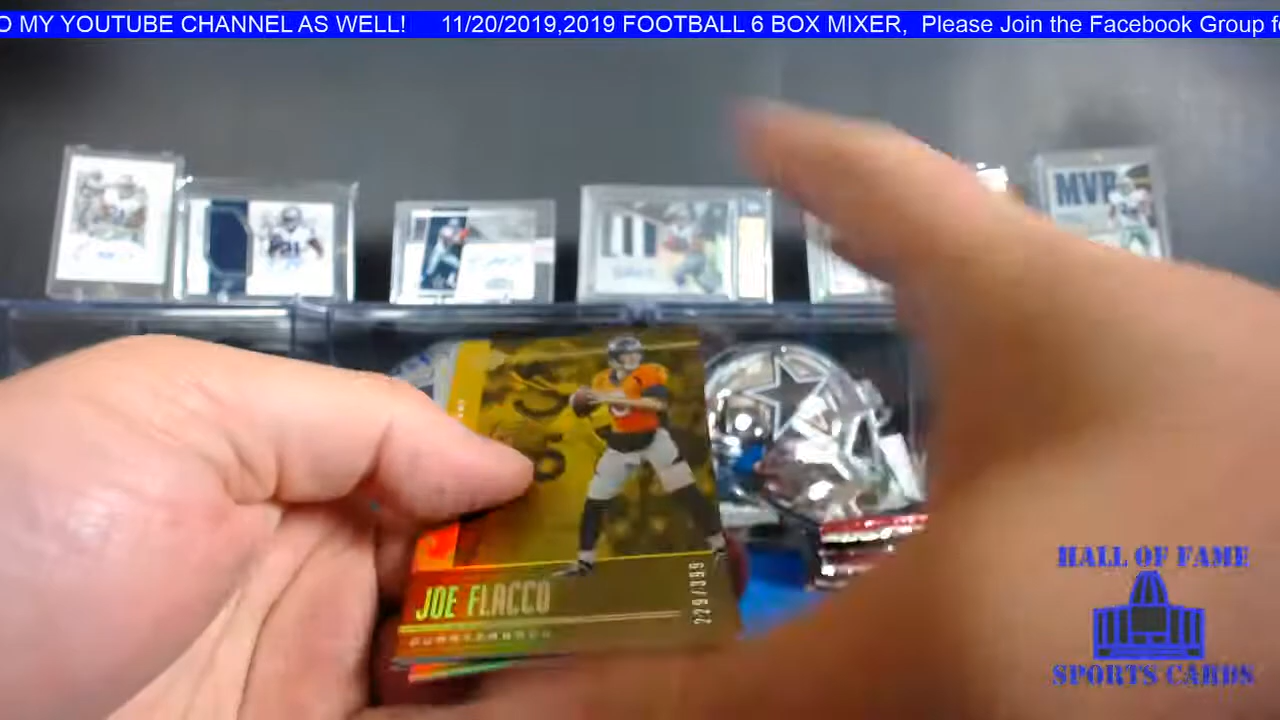 O MY YOUTUBE CHANNEL AS WELL! 11/20/2019,2019 FOOTBALL 6 BOX MIXER, Please Join the Facebook Group fo
MVP
JOE FLACCO
229/399
HALL OF FAME
SPORTS CARDS